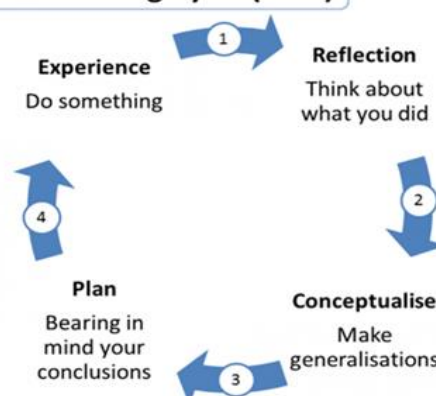 1
Experience
Do something
Reflection
Think about
what you did
2
Conceptualise
Make
generalisations
3
Plan
Bearing in
mind your
conclusions
4